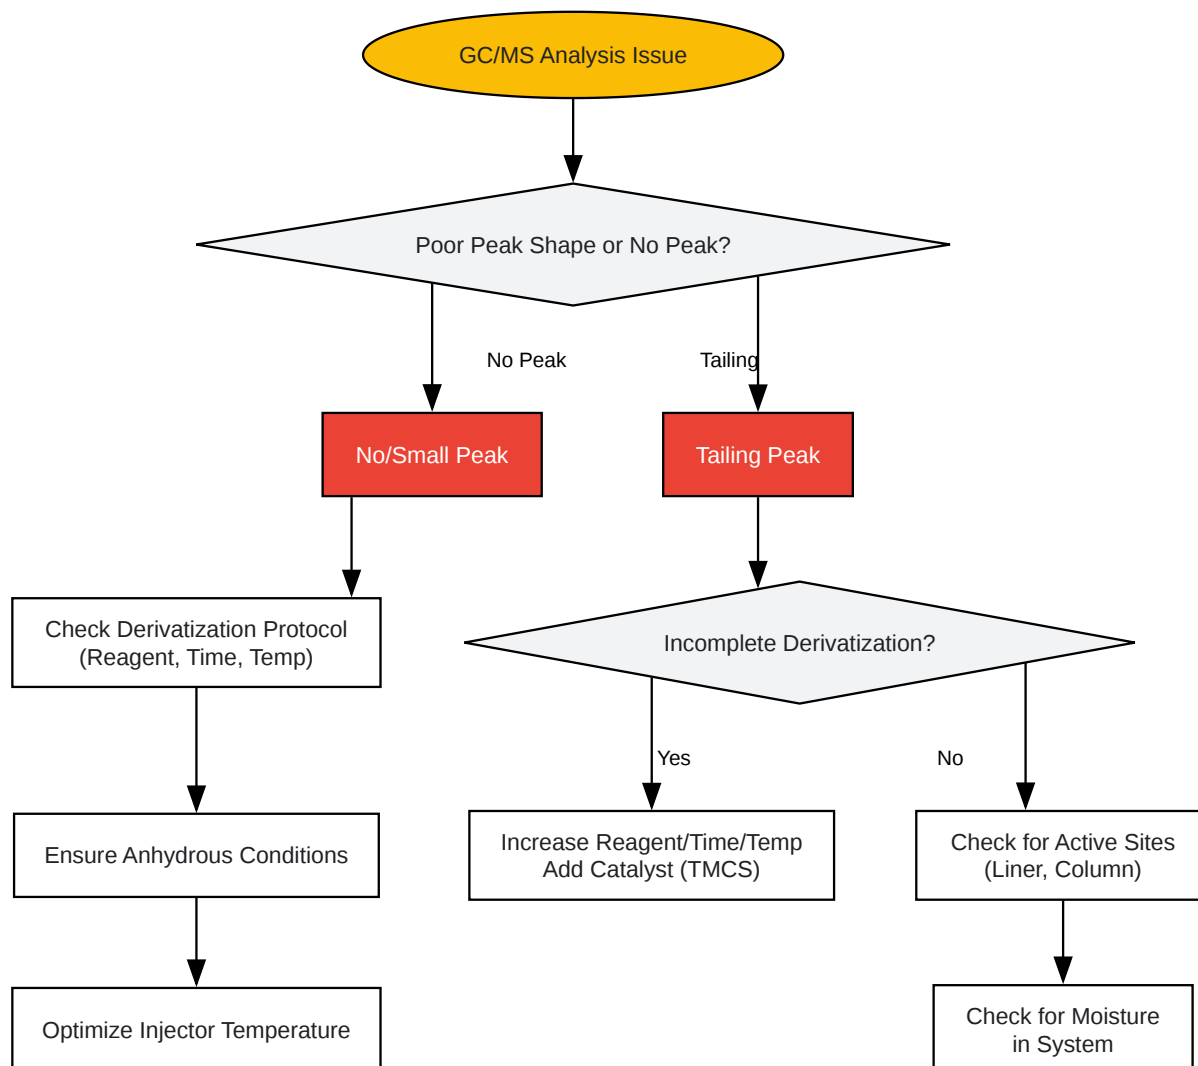 GC/MS Analysis Issue
Poor Peak Shape or No Peak?
No Peak
Tailing
No/Small Peak
Tailing Peak
Check Derivatization Protocol
(Reagent, Time, Temp)
Incomplete Derivatization?
Yes
No
Ensure Anhydrous Conditions
Increase Reagent/Time/Temp
Add Catalyst (TMCS)
Check for Active Sites
(Liner, Column)
Optimize Injector Temperature
Check for Moisture
in System